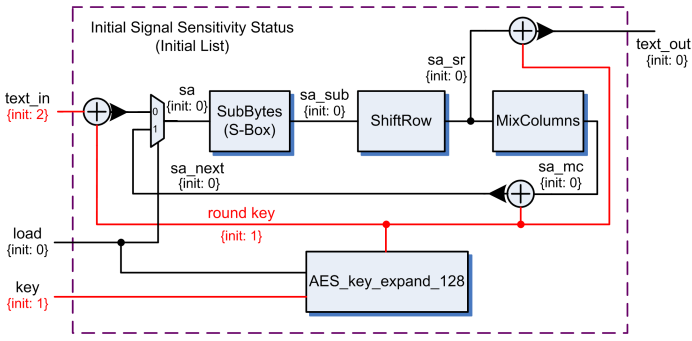 Initial Signal Sensitivity Status
(Initial List)
text_out
{init: 0}
sa_sr
{init: 0}
text_in
{init: 2}
0
1
sa
{init: 0}
SubBytes
(S-Box)
sa_sub
{init: 0}
ShiftRow
MixColumns
sa_next
{init: 0}
sa_mc
{init: 0}
round key
{init: 1}
load
{init: 0}
key
{init: 1}
AES_key_expand_128